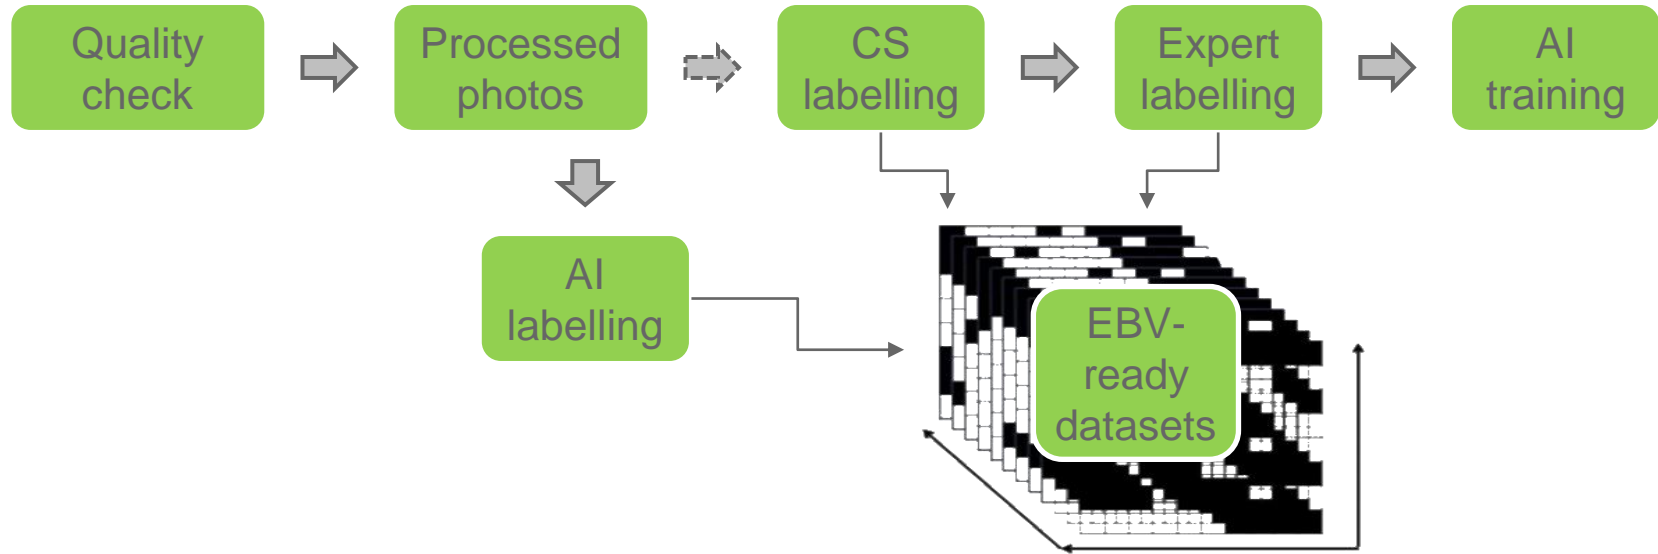 Quality
check
Processed
photos
CS
labelling
Expert
labelling
AI
training
AI
labelling
EBV-
ready
datasets